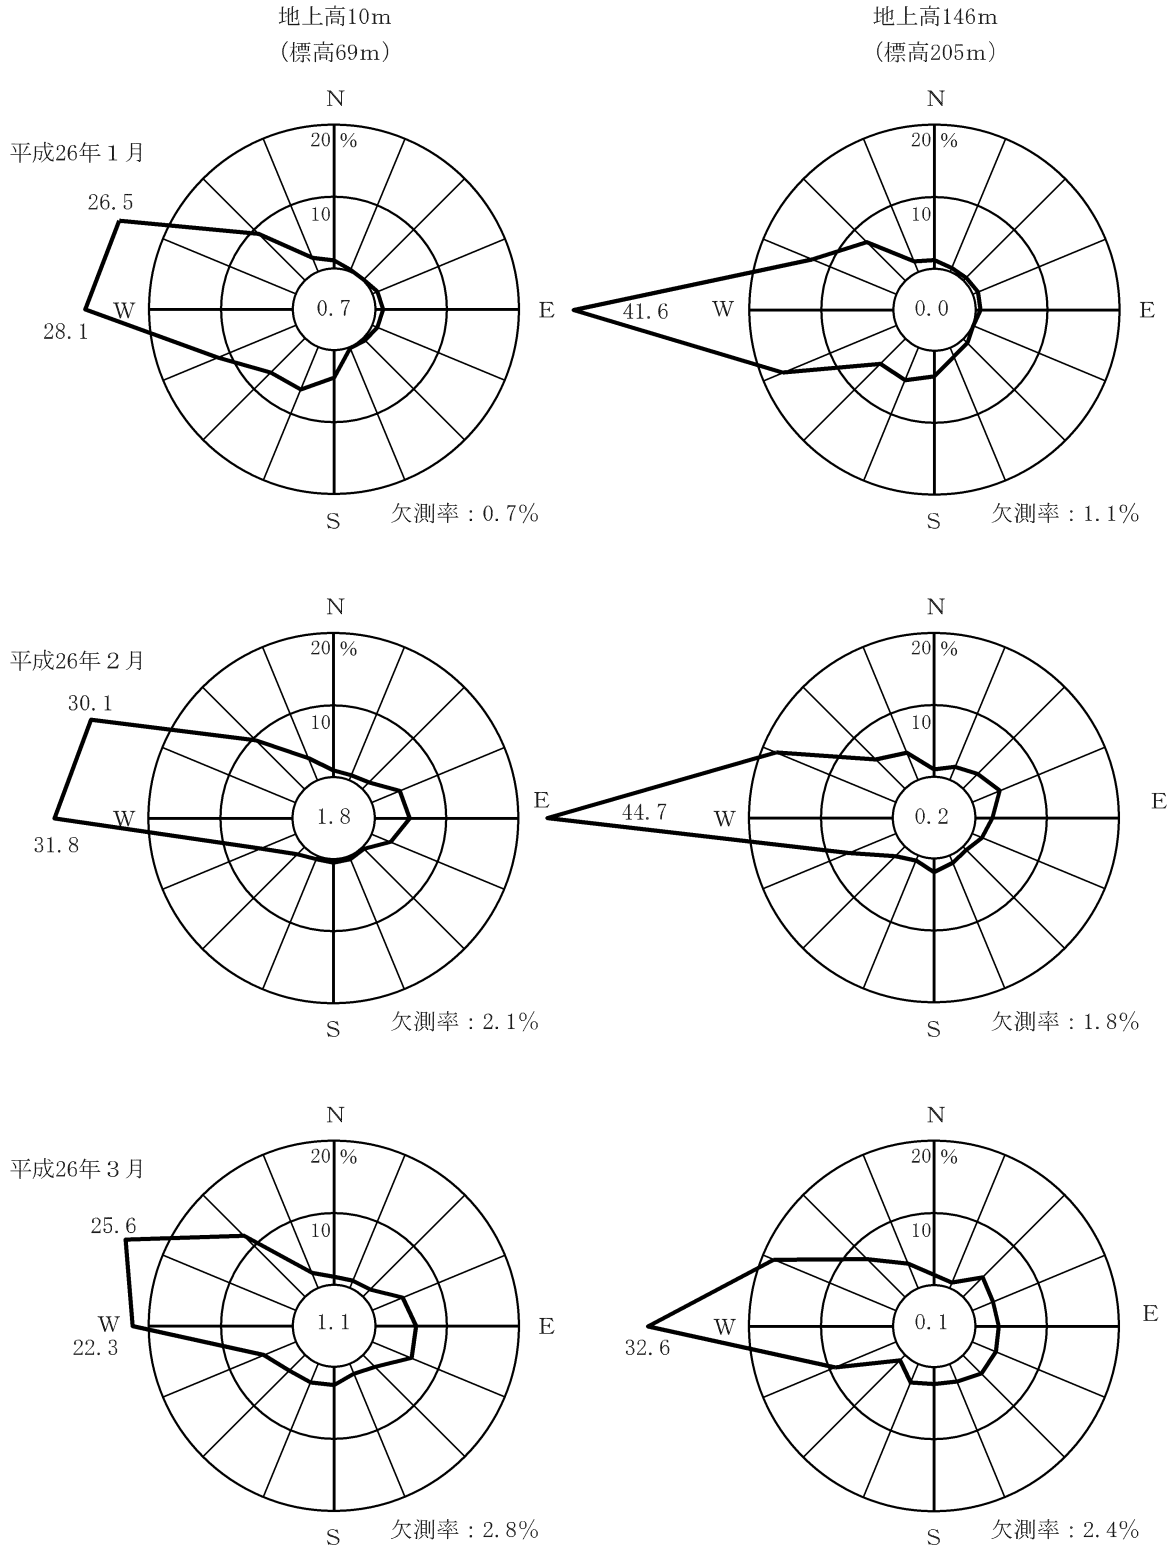 地上高10m
(標高69m)
地上高146m
(標高205m)
平成26年1月
N
20 %
10
26.5
W
28.1
0.7
E
S
欠測率：0.7%
N
20 %
10
41.6
W
0.0
E
S
欠測率：1.1%
平成26年2月
N
20 %
10
30.1
W
31.8
1.8
E
S
欠測率：2.1%
N
20 %
10
44.7
W
0.2
E
S
欠測率：1.8%
平成26年3月
N
20 %
10
25.6
W
22.3
1.1
E
S
欠測率：2.8%
N
20 %
10
32.6
W
0.1
E
S
欠測率：2.4%